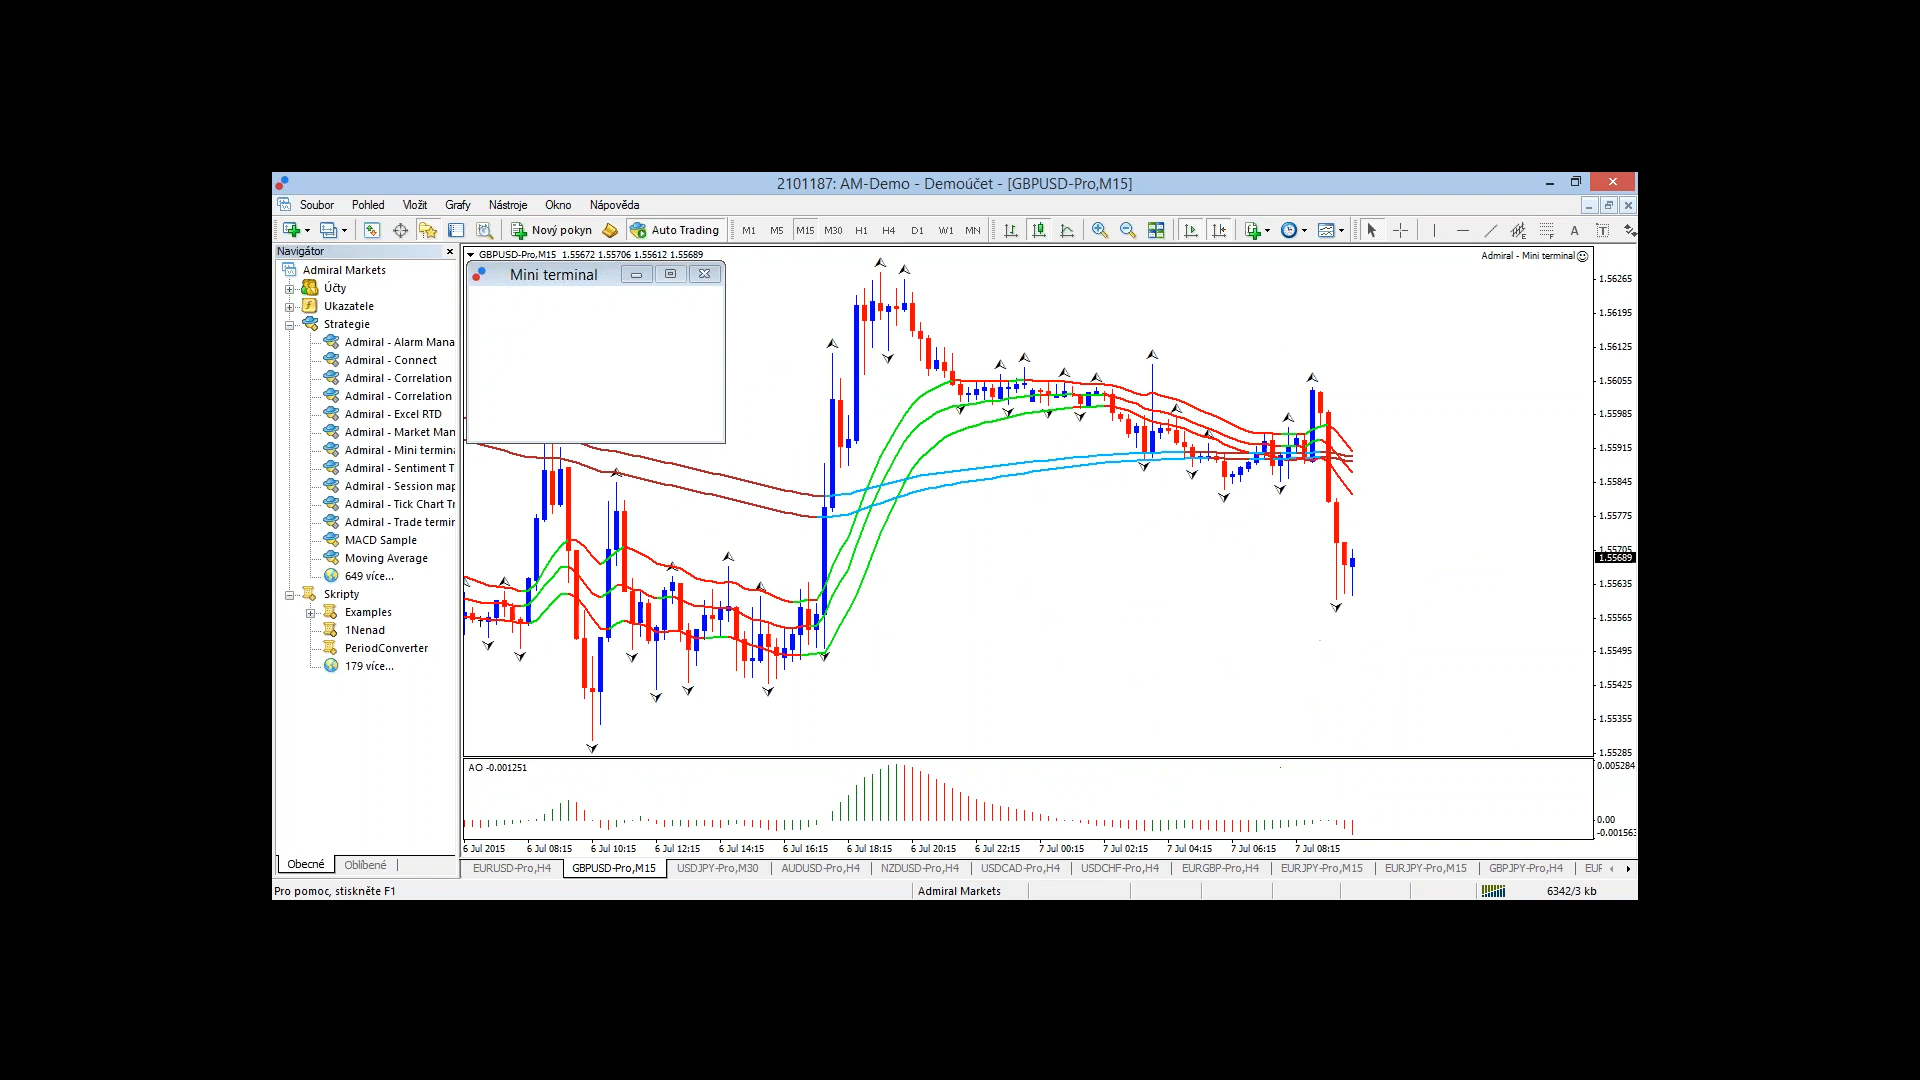 2101187: AM-Demo - Demoúčet - [GBPUSD-Pro,M15]
Soubor Pohled Vložit Grafy Nástroje Okno Nápověda
Nový pokyn Auto Trading M1 M5 M15 M30 H1 H4 D1 W1 MN
Navigátor
Admiral Markets
Účty
Ukazatele
Strategie
Admiral - Alarm Mana
Admiral - Connect
Admiral - Correlation
Admiral - Correlation
Admiral - Excel RTD
Admiral - Market Man
Admiral - Mini termina
Admiral - Sentiment T
Admiral - Session map
Admiral - Tick Chart Tr
Admiral - Trade termin
MACD Sample
Moving Average
649 více...
Skripty
Examples
1Nenad
PeriodConverter
179 více...
Obecné Oblíbené
GBPUSD-Pro,M15 1.55672 1.55706 1.55612 1.55689
Admiral - Mini terminal
Mini terminal
1.56265
1.56195
1.56125
1.56055
1.55985
1.55915
1.55845
1.55775
1.55705
1.55689
1.55635
1.55565
1.55495
1.55425
1.55355
1.55285
AO -0.001251
0.005284
0.00
-0.001563
6 Jul 2015 6 Jul 08:15 6 Jul 10:15 6 Jul 12:15 6 Jul 14:15 6 Jul 16:15 6 Jul 18:15 6 Jul 20:15 6 Jul 22:15 7 Jul 00:15 7 Jul 02:15 7 Jul 04:15 7 Jul 06:15 7 Jul 08:15
EURUSD-Pro,H4 GBPUSD-Pro,M15 USDJPY-Pro,M30 AUDUSD-Pro,H4 NZDUSD-Pro,H4 USDCAD-Pro,H4 USDCHF-Pro,H4 EURGBP-Pro,H4 EURJPY-Pro,M15 EURJPY-Pro,M15 GBPJPY-Pro,H4 EUF
Pro pomoc, stiskněte F1 Admiral Markets 6342/3 kb